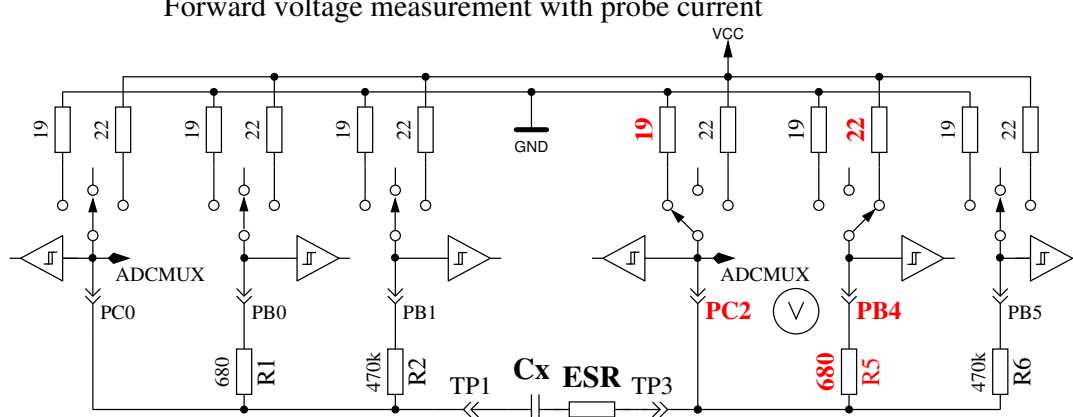 Forward voltage measurement with probe current
VCC
19 22 19 22 19 22 GND 19 22 19 22 19 22
ADCMUX ADCMUX
PC0 PB0 PB1 PC2 V PB4 PB5
680 R1 470k R2 680 R5 470k R6
TP1 Cx ESR TP3